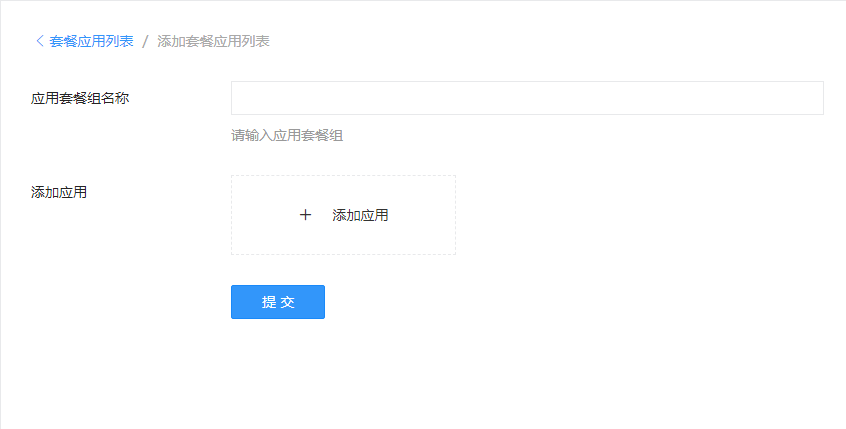 套餐应用列表 / 添加套餐应用列表
应用套餐组名称
请输入应用套餐组
添加应用
+ 添加应用
提 交